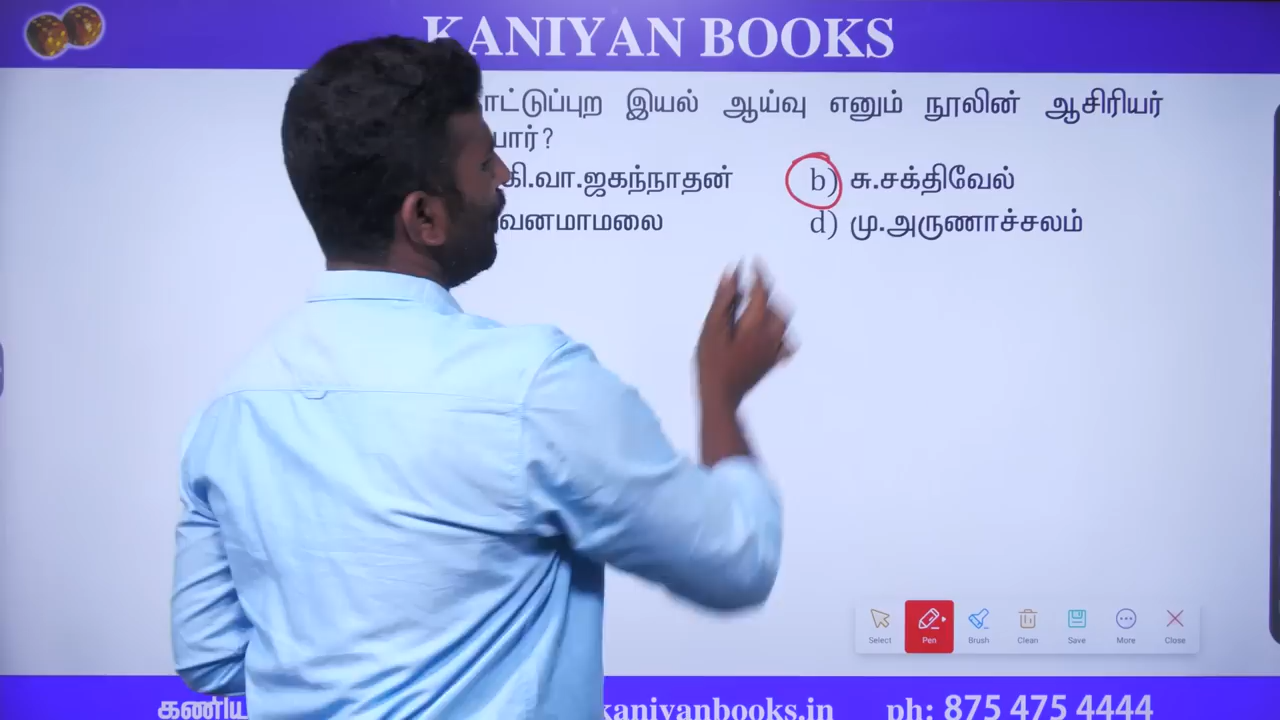 KANIYAN BOOKS
இயல் ஆய்வு எனும் நூலின் ஆசிரியர்
கி.வா.ஜகந்நாதன் b) சு.சக்திவேல்
வனமாமலை d) மு.அருணாச்சலம்
Select Pen Brush Clean Save More Close
kaniyanbooks.in ph: 875 475 4444